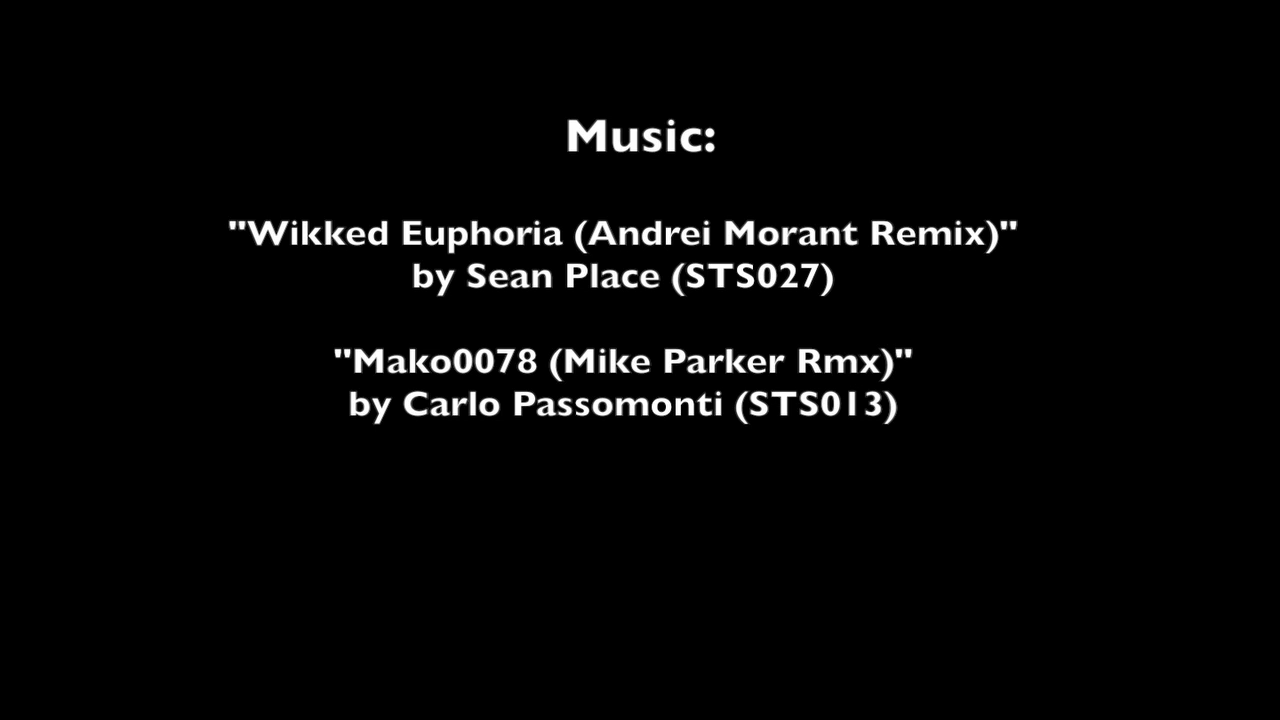 Music:
"Wikked Euphoria (Andrei Morant Remix)"
by Sean Place (STS027)
"Mako0078 (Mike Parker Rmx)"
by Carlo Passomonti (STS013)